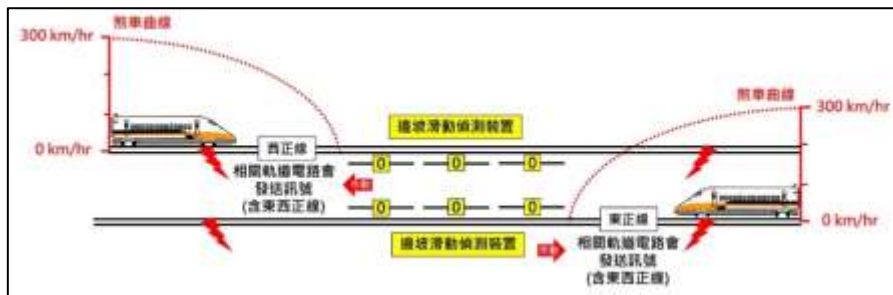 煞車曲線
300 km/hr
煞車曲線
300 km/hr
邊坡滑動偵測裝置
0 km/hr
西正線
0
0
0
相關軌道電路會
發送訊號
(含東西正線)
0
0
0
東正線
0 km/hr
邊坡滑動偵測裝置
相關軌道電路會
發送訊號
(含東西正線)